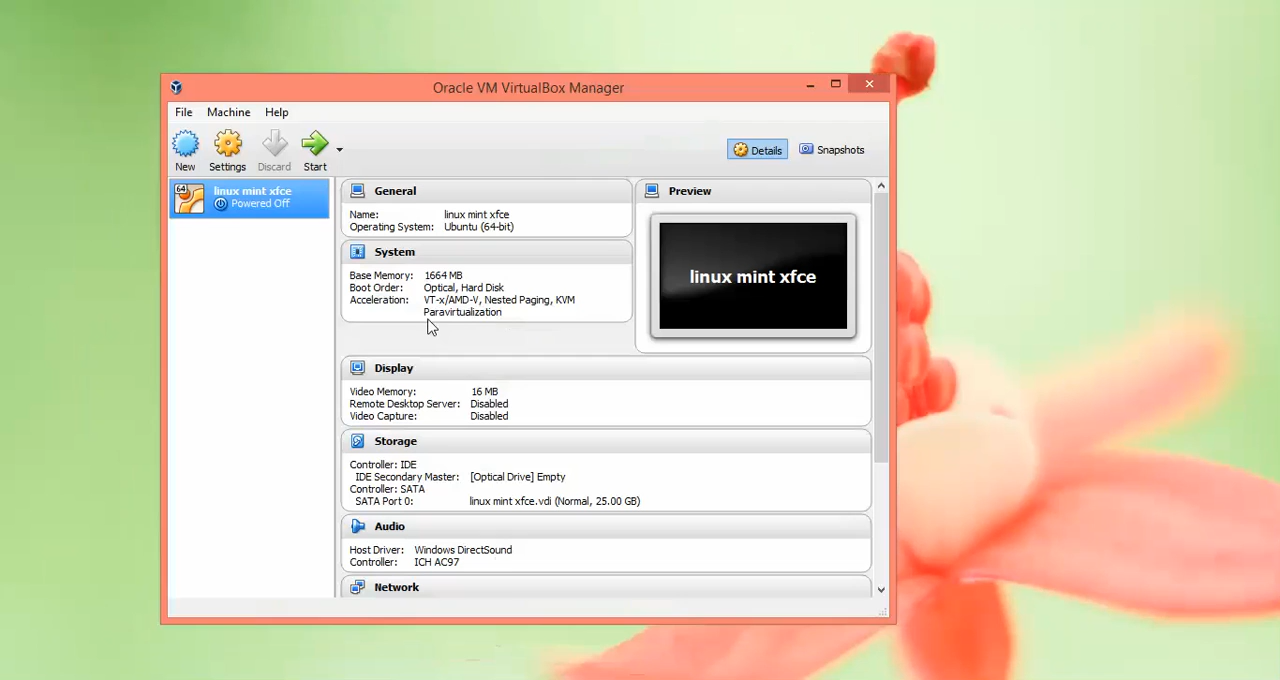 Oracle VM VirtualBox Manager
File Machine Help
New Settings Discard Start
Details Snapshots
64
linux mint xfce
Powered Off
General
Name: linux mint xfce
Operating System: Ubuntu (64-bit)
System
Base Memory: 1664 MB
Boot Order: Optical, Hard Disk
Acceleration: VT-x/AMD-V, Nested Paging, KVM
Paravirtualization
Preview
linux mint xfce
Display
Video Memory: 16 MB
Remote Desktop Server: Disabled
Video Capture: Disabled
Storage
Controller: IDE
IDE Secondary Master: [Optical Drive] Empty
Controller: SATA
SATA Port 0: linux mint xfce.vdi (Normal, 25.00 GB)
Audio
Host Driver: Windows DirectSound
Controller: ICH AC97
Network